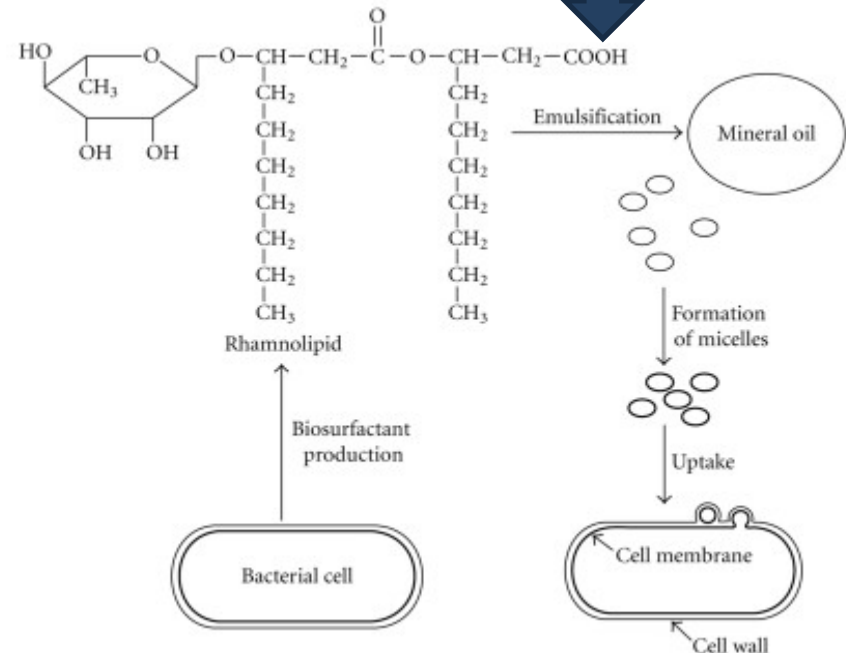 O
HO
O
O–CH–CH₂–C–O–CH–CH₂–COOH
CH₃
CH₂
CH₂
CH₂
CH₂
CH₂
CH₂
CH₃
CH₂
CH₂
CH₂
CH₂
CH₂
CH₂
CH₃
OH
OH
Rhamnolipid
Emulsification
Mineral oil
Formation
of micelles
Biosurfactant
production
Uptake
Bacterial cell
Cell membrane
Cell wall